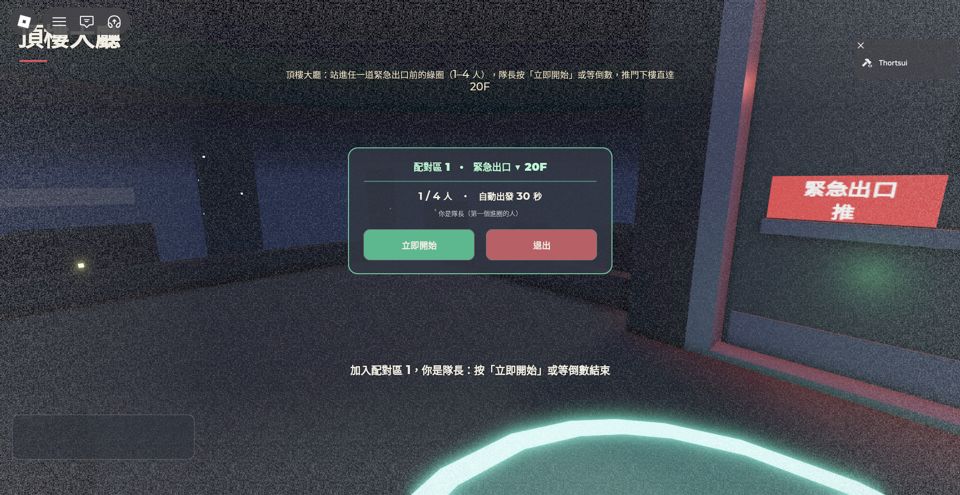 頂樓大廳
Thortsui
頂樓大廳：站進任一道緊急出口前的綠圈（1–4 人），隊長按「立即開始」或等倒數，推門下樓直達
20F
配對區 1 • 緊急出口 ▼ 20F
1 / 4 人 • 自動出發 30 秒
你是隊長（第一個進圈的人）
立即開始
退出
緊急出口
推
加入配對區 1，你是隊長：按「立即開始」或等倒數結束